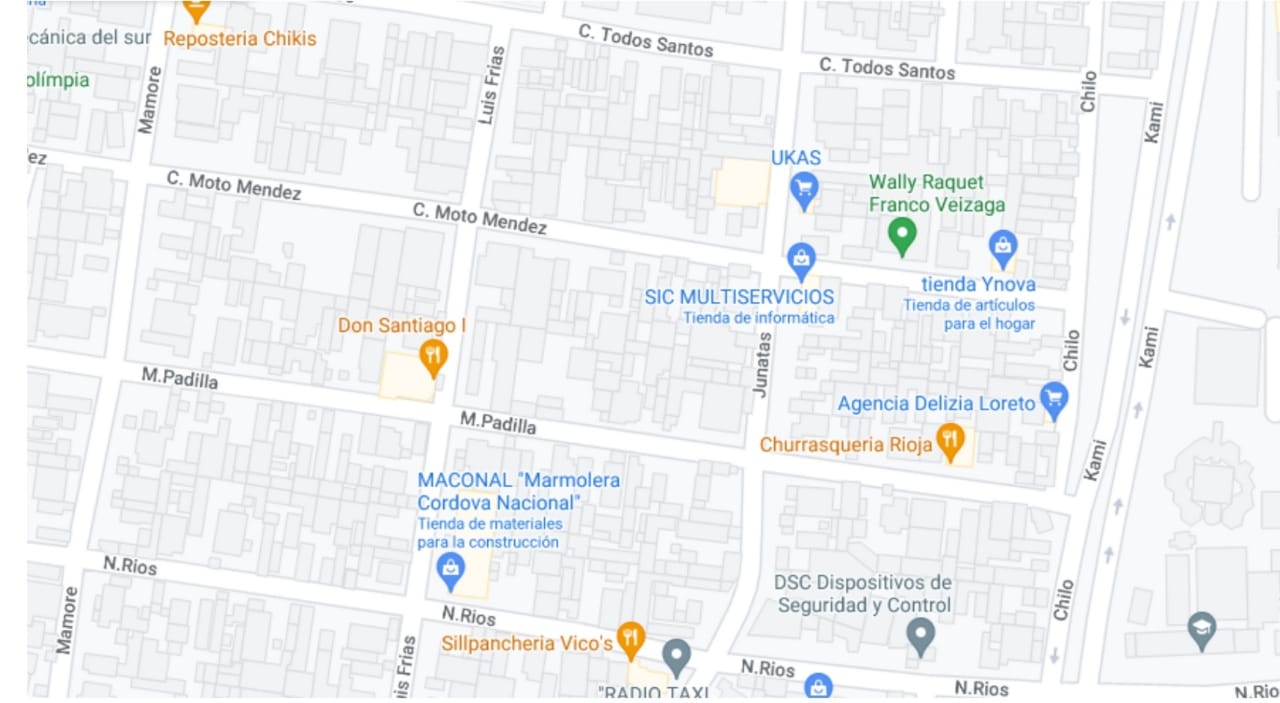 ecánica del sur
Reposteria Chikis
olímpia
Mamore
Luis Frias
C. Todos Santos
C. Todos Santos
Chilo
Kami
ez
C. Moto Mendez
C. Moto Mendez
UKAS
Wally Raquet
Franco Veizaga
SIC MULTISERVICIOS
Tienda de informática
tienda Ynova
Tienda de artículos
para el hogar
Don Santiago I
Junatas
Chilo
Kami
M.Padilla
M.Padilla
Agencia Delizia Loreto
Churrasqueria Rioja
Kami
MACONAL "Marmolera
Cordova Nacional"
Tienda de materiales
para la construcción
N.Rios
DSC Dispositivos de
Seguridad y Control
Chilo
Mamore
N.Rios
Sillpancheria Vico's
uis Frias
"RADIO TAXI
N.Rios
N.Rios
N.Rio